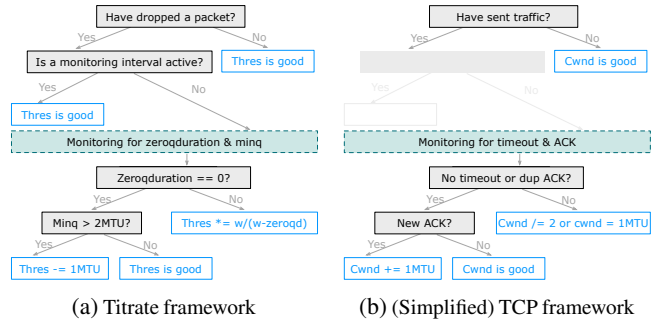 Have dropped a packet?
Yes
No
Is a monitoring interval active?
Thres is good
Yes
No
Thres is good
Monitoring for zeroqduration & minq
Zeroqduration == 0?
Yes
No
Minq > 2MTU?
Thres *= w/(w-zeroqd)
Yes
No
Thres -= 1MTU
Thres is good
(a) Titrate framework
Have sent traffic?
Yes
No
Cwnd is good
Yes
No
Monitoring for timeout & ACK
No timeout or dup ACK?
Yes
No
New ACK?
Cwnd /= 2 or cwnd = 1MTU
Yes
No
Cwnd += 1MTU
Cwnd is good
(b) (Simplified) TCP framework